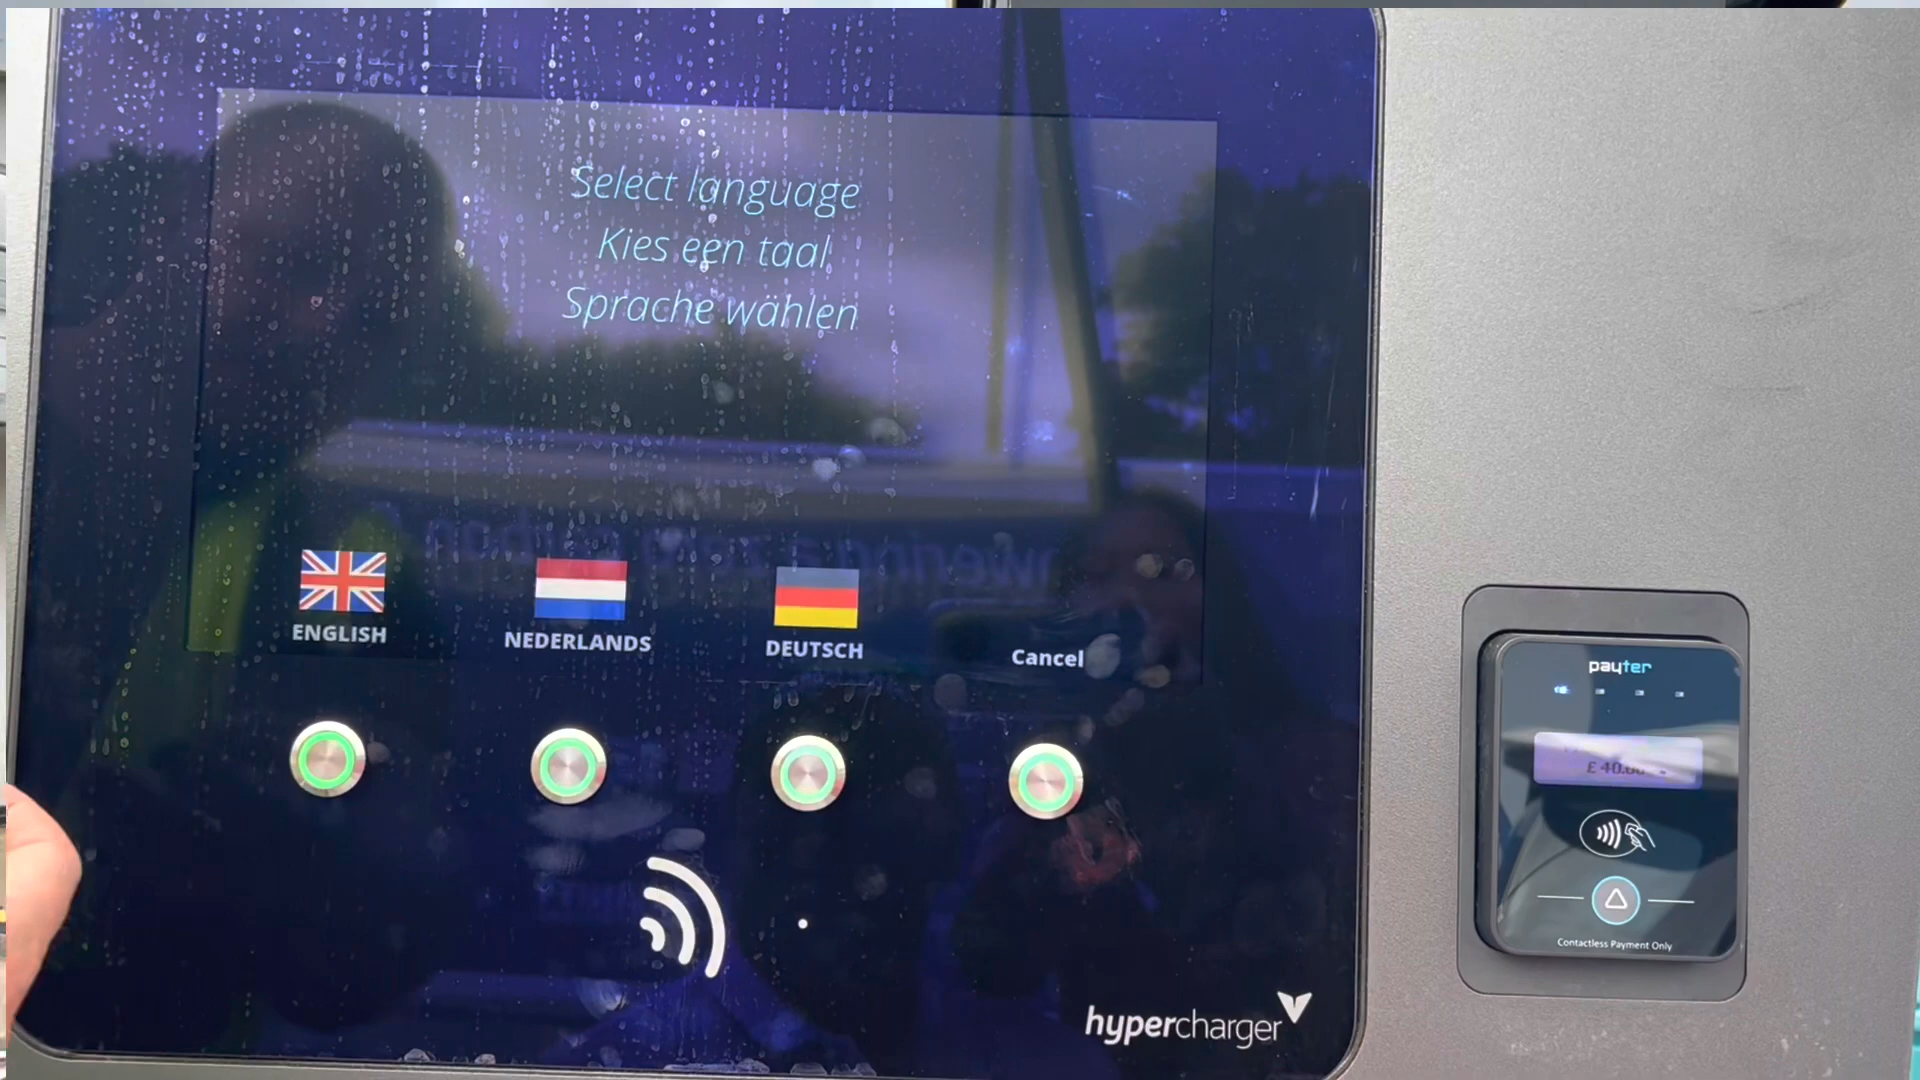 Select language
Kies een taal
Sprache wählen
ENGLISH
NEDERLANDS
DEUTSCH
Cancel
hypercharger
payter
£ 40.00
Contactless Payment Only